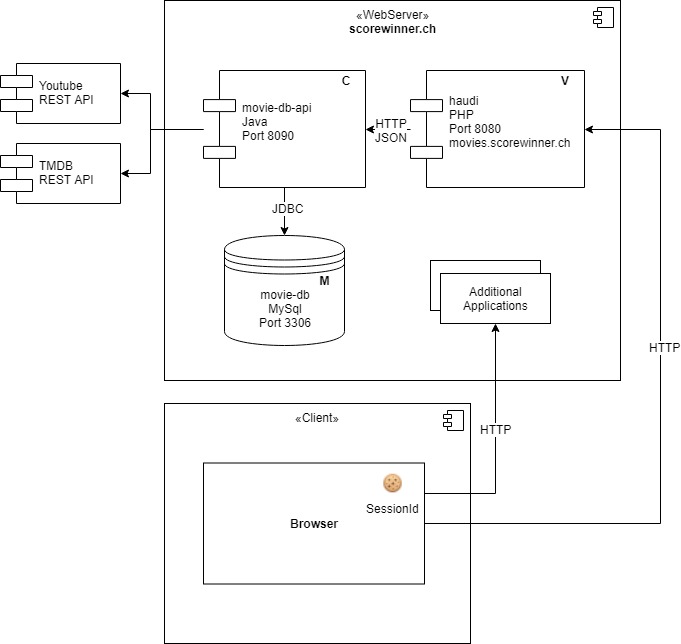 «WebServer»
scorewinner.ch
Youtube
REST API
TMDB
REST API
C
movie-db-api
Java
Port 8090
HTTP
JSON
V
haudi
PHP
Port 8080
movies.scorewinner.ch
JDBC
M
movie-db
MySql
Port 3306
Additional
Applications
HTTP
«Client»
HTTP
SessionId
Browser